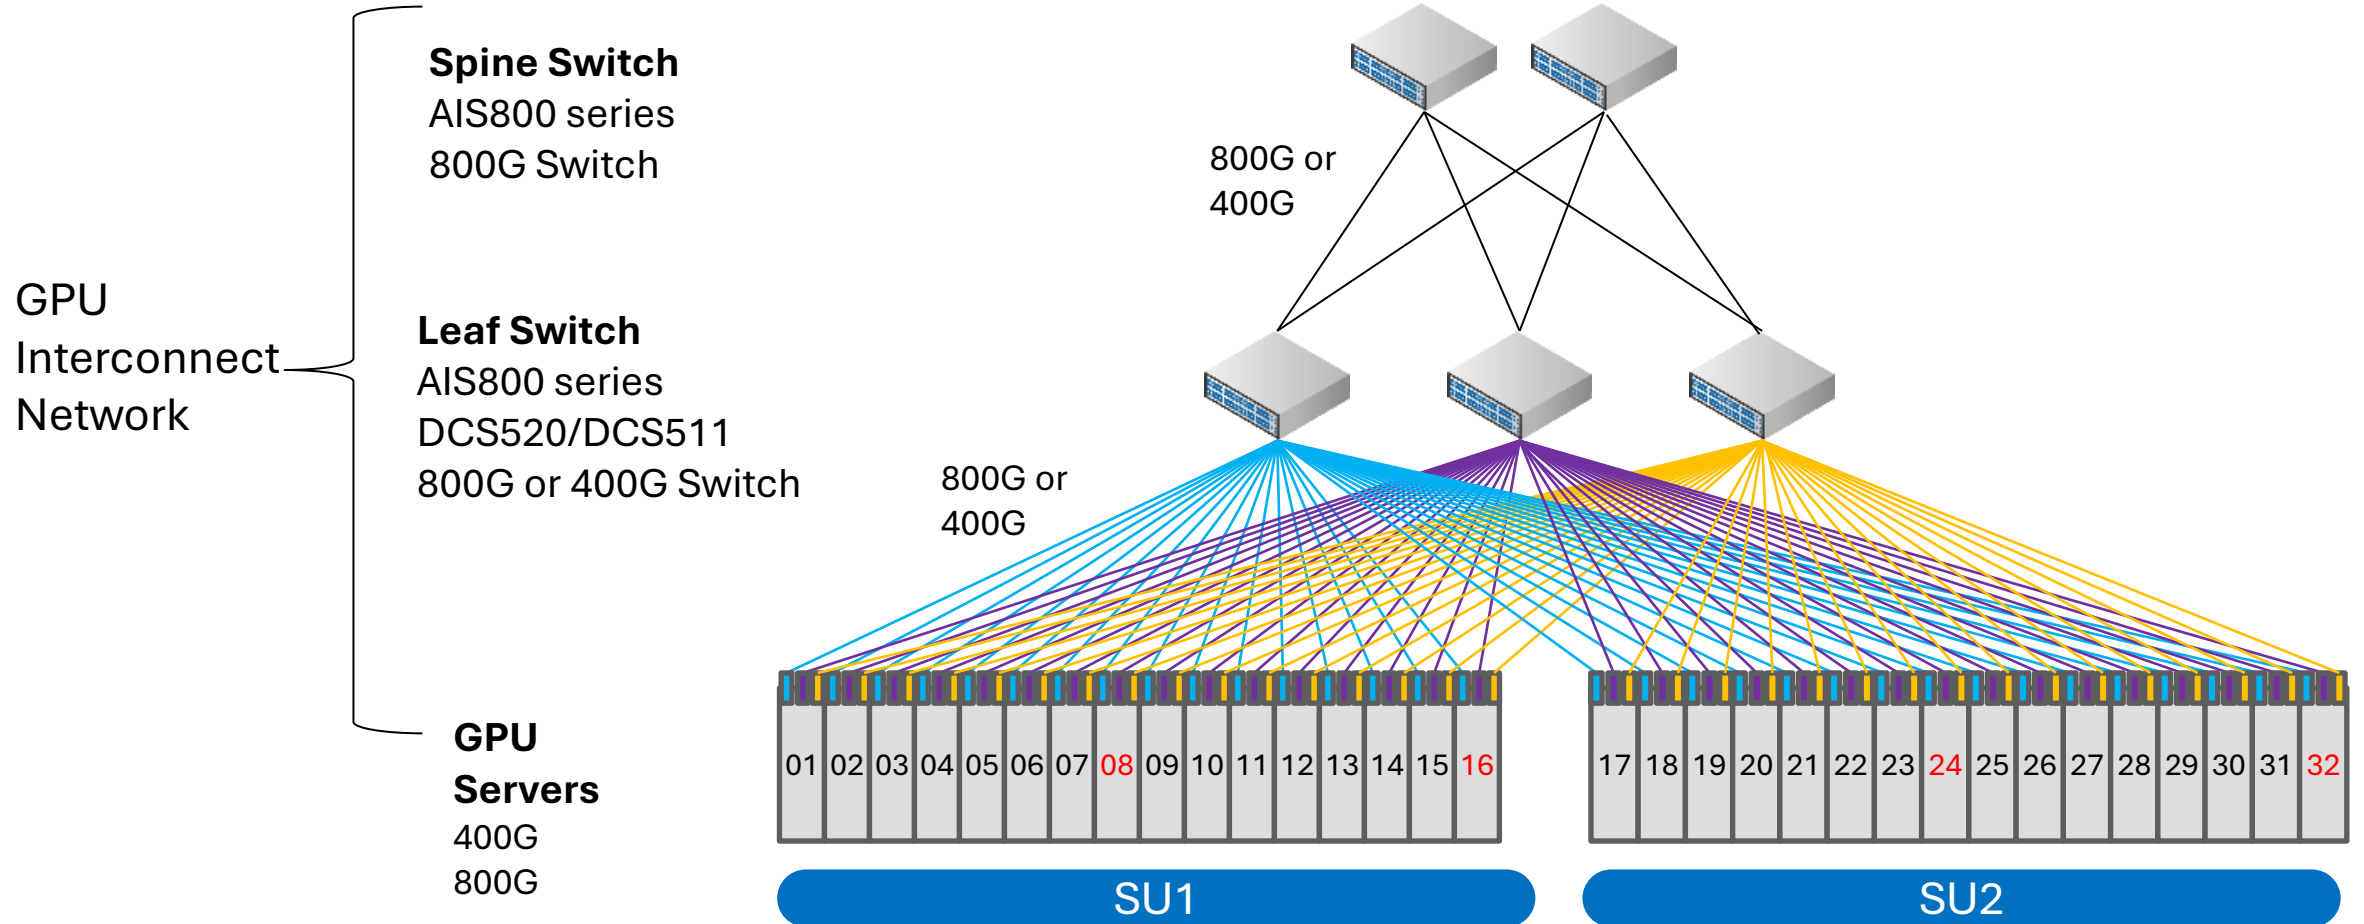 Spine Switch
AIS800 series
800G Switch
800G or
400G
GPU
Interconnect
Network
Leaf Switch
AIS800 series
DCS520/DCS511
800G or 400G Switch
800G or
400G
GPU
Servers
400G
800G
01 02 03 04 05 06 07 08 09 10 11 12 13 14 15 16
17 18 19 20 21 22 23 24 25 26 27 28 29 30 31 32
SU1
SU2